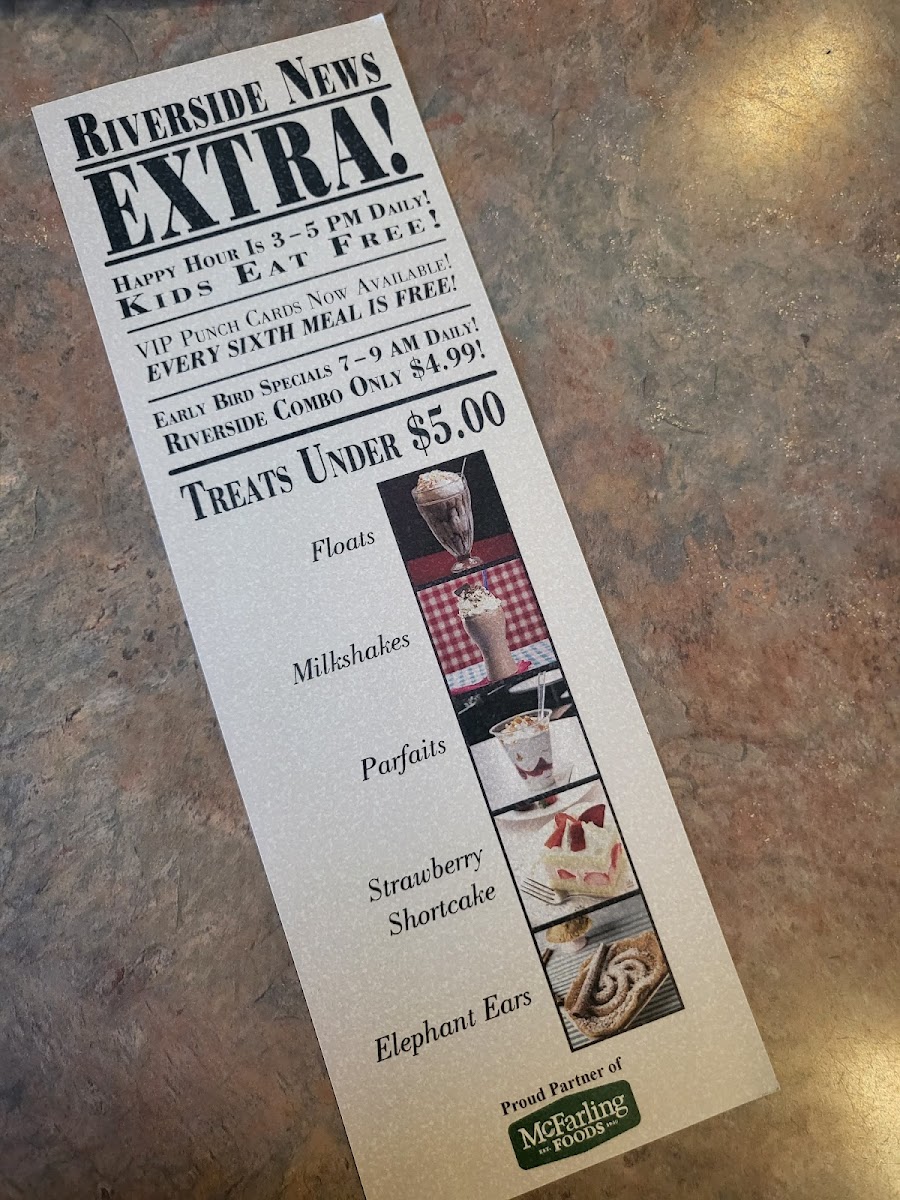 Riverside News
EXTRA!
Happy Hour Is 3–5 PM Daily!
Kids Eat Free!
VIP Punch Cards Now Available!
EVERY SIXTH MEAL IS FREE!
Early Bird Specials 7–9 AM Daily!
Riverside Combo Only $4.99!
Treats Under $5.00
Floats
Milkshakes
Parfaits
Strawberry
Shortcake
Elephant Ears
Proud Partner of
McFarling
EST. FOODS 1948